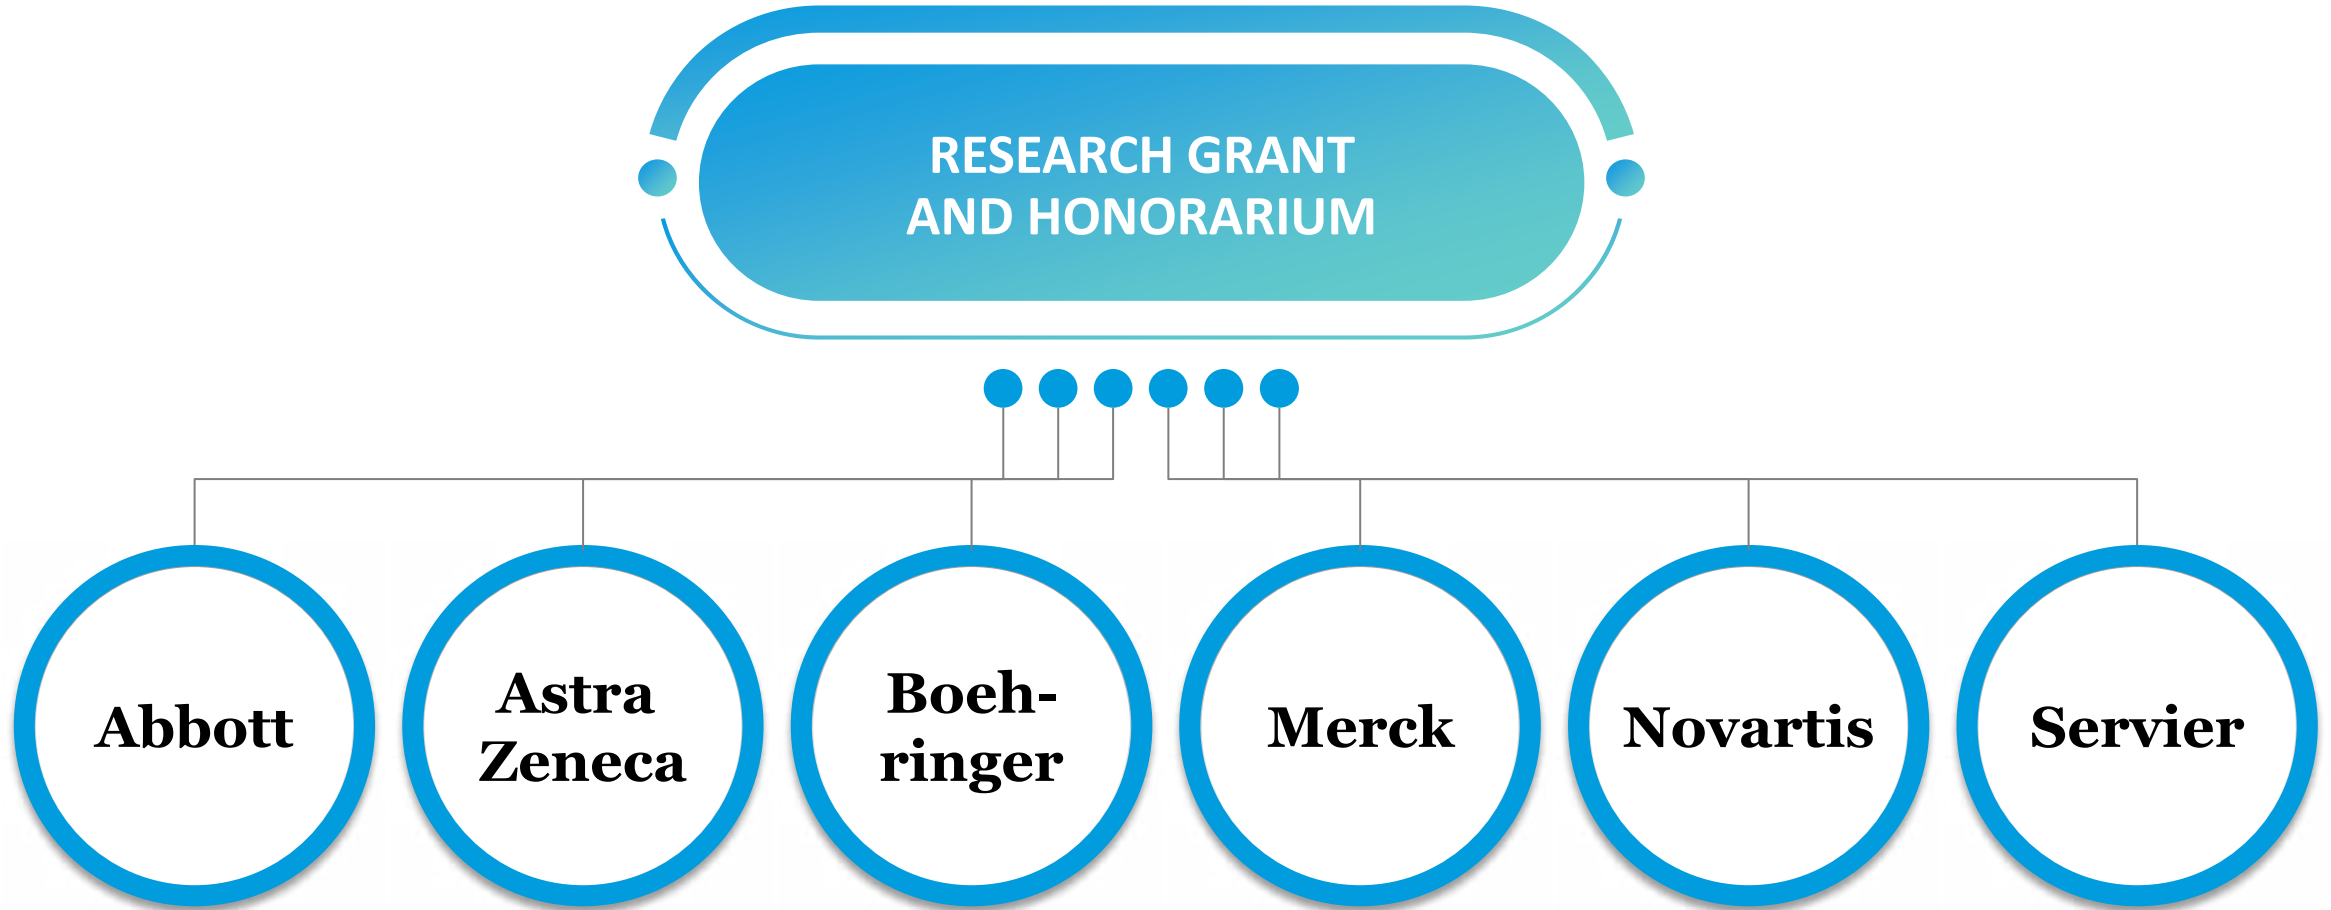 RESEARCH GRANT
AND HONORARIUM
Abbott
Astra
Zeneca
Boeh-
ringer
Merck
Novartis
Servier